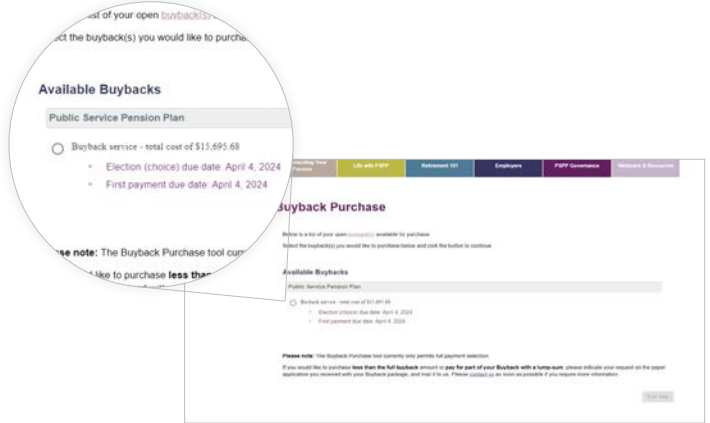 list of your open buyback(s)
ect the buyback(s) you would like to purcha
Available Buybacks
Public Service Pension Plan
Buyback service - total cost of $15,695.68
Election (choice) due date: April 4, 2024
First payment due date: April 4, 2024
se note: The Buyback Purchase tool curr
like to purchase less than
Pension Life with PSPP Retirement 101 Employers PSPP Governance Webinars & Resources
Buyback Purchase
Below is a list of your open buyback(s) available for purchase.
Select the buyback(s) you would like to purchase below and click the button to continue
Available Buybacks
Public Service Pension Plan
Buyback service - total cost of $15,695.68
Election (choice) due date: April 4, 2024
First payment due date: April 4, 2024
Please note: The Buyback Purchase tool currently only permits full payment selection.
If you would like to purchase less than the full buyback amount or pay for part of your Buyback with a lump-sum, please indicate your request on the paper
application you received with your Buyback package, and mail it to us. Please contact us as soon as possible if you require more information.